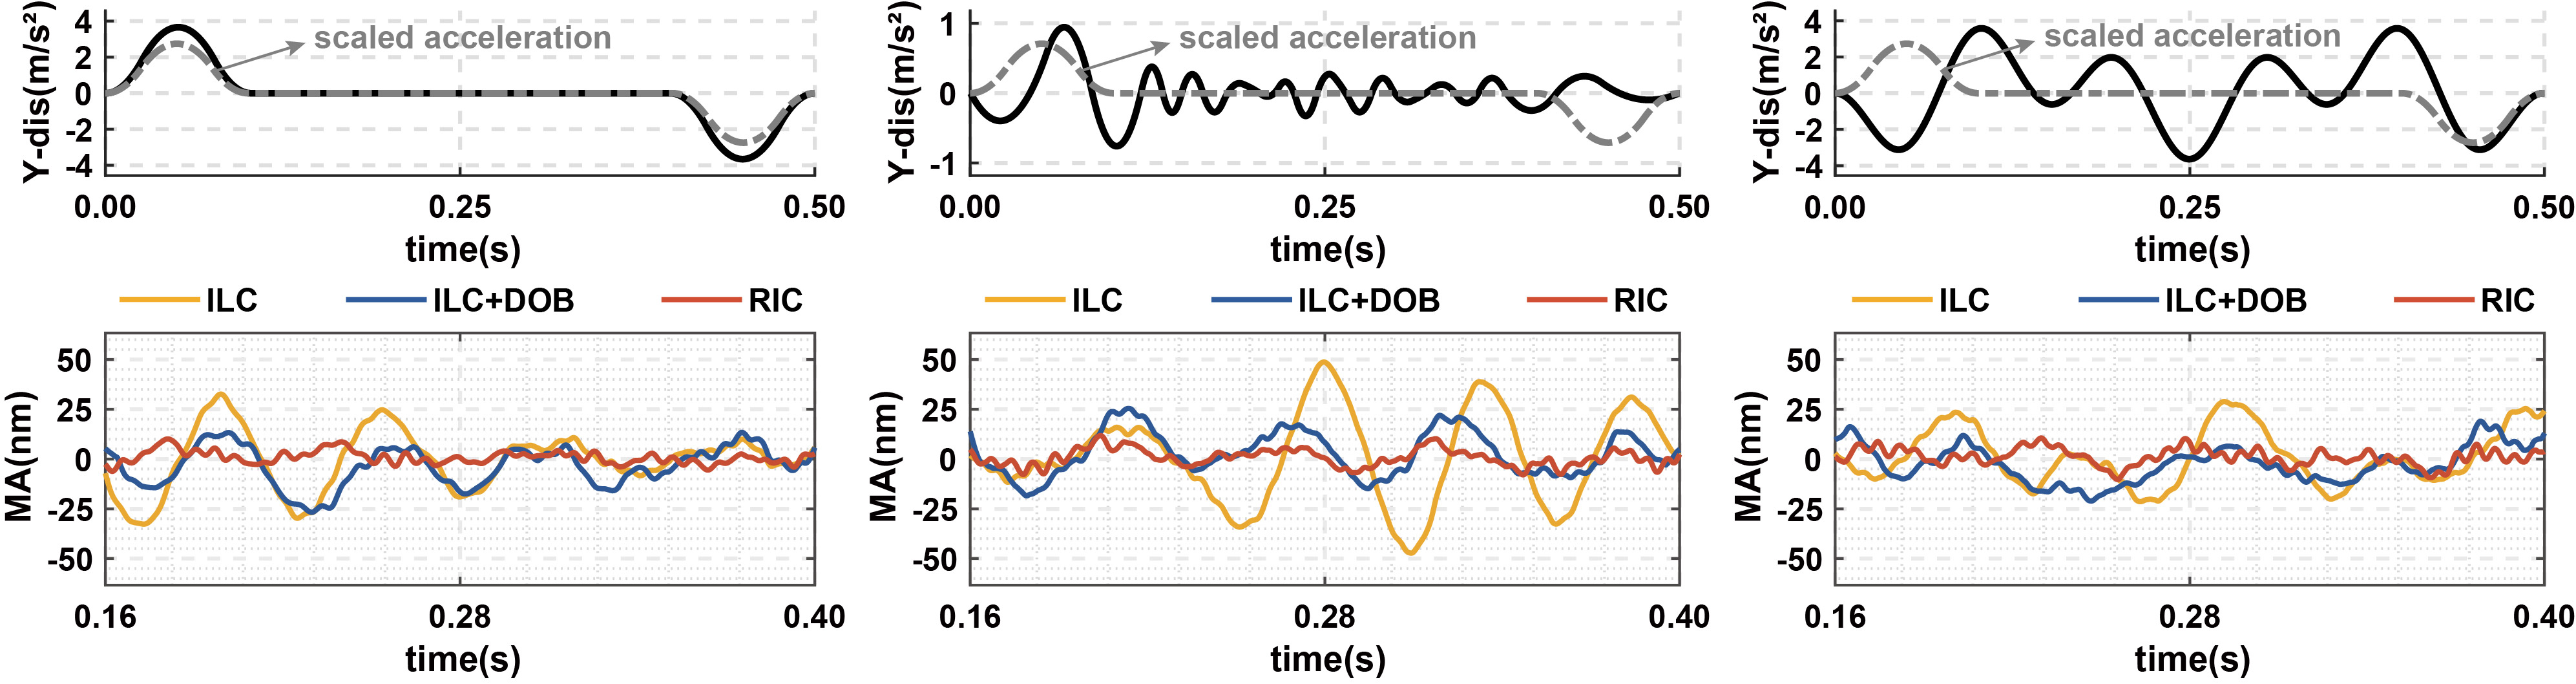 Y-dis(m/s²)
4
2
0
-2
-4
scaled acceleration
0.00
0.25
0.50
time(s)
Y-dis(m/s²)
1
0
-1
scaled acceleration
0.00
0.25
0.50
time(s)
Y-dis(m/s²)
4
2
0
-2
-4
scaled acceleration
0.00
0.25
0.50
time(s)
ILC ILC+DOB RIC
MA(nm)
50
25
0
-25
-50
0.16
0.28
0.40
time(s)
ILC ILC+DOB RIC
MA(nm)
50
25
0
-25
-50
0.16
0.28
0.40
time(s)
ILC ILC+DOB RIC
MA(nm)
50
25
0
-25
-50
0.16
0.28
0.40
time(s)